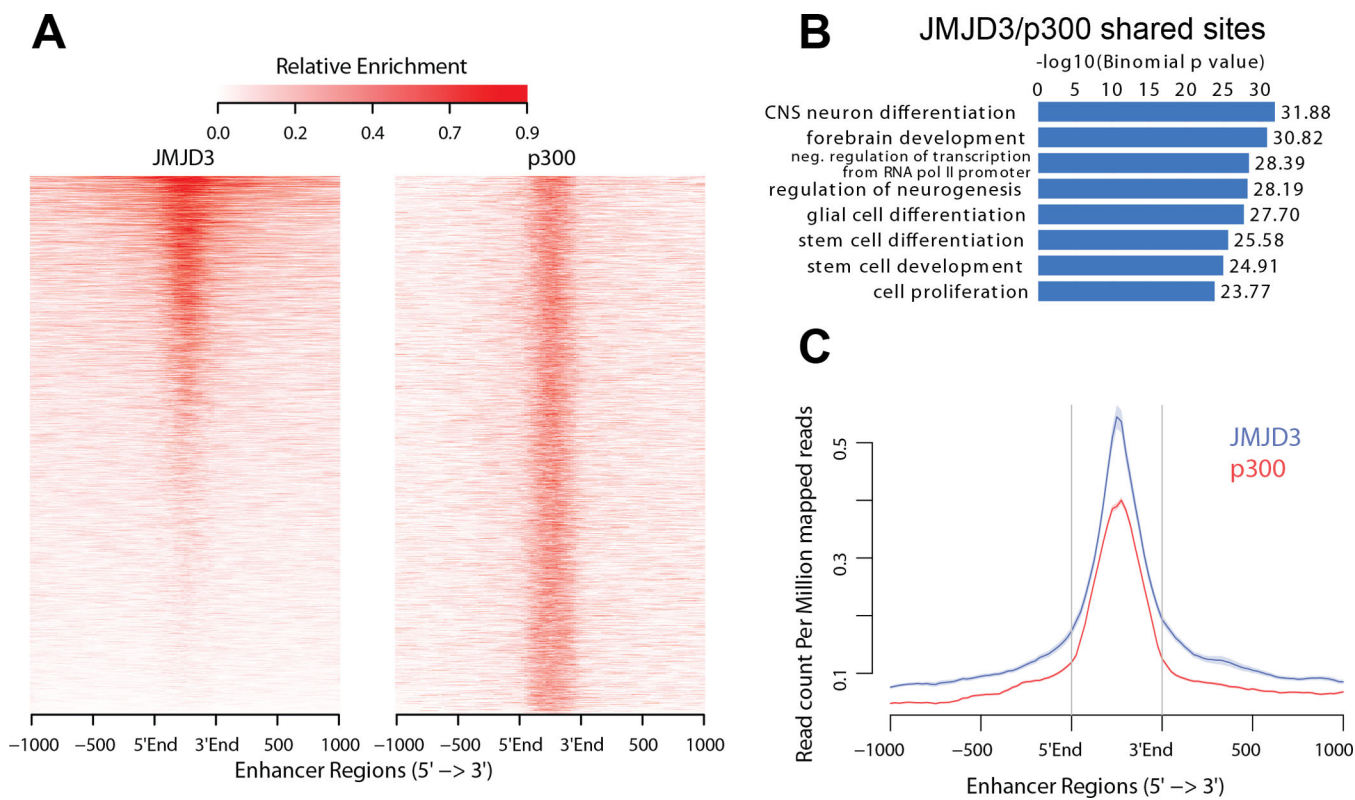 A
Relative Enrichment
0.0 0.2 0.4 0.7 0.9
JMJD3
p300
−1000 −500 5'End 3'End 500 1000
−1000 −500 5'End 3'End 500 1000
Enhancer Regions (5' −> 3')
B
JMJD3/p300 shared sites
-log10(Binomial p value)
0 5 10 15 20 25 30
CNS neuron differentiation 31.88
forebrain development 30.82
neg. regulation of transcription
from RNA pol II promoter 28.39
regulation of neurogenesis 28.19
glial cell differentiation 27.70
stem cell differentiation 25.58
stem cell development 24.91
cell proliferation 23.77
C
Read count Per Million mapped reads
0.5
0.3
0.1
JMJD3
p300
−1000 −500 5'End 3'End 500 1000
Enhancer Regions (5' −> 3')